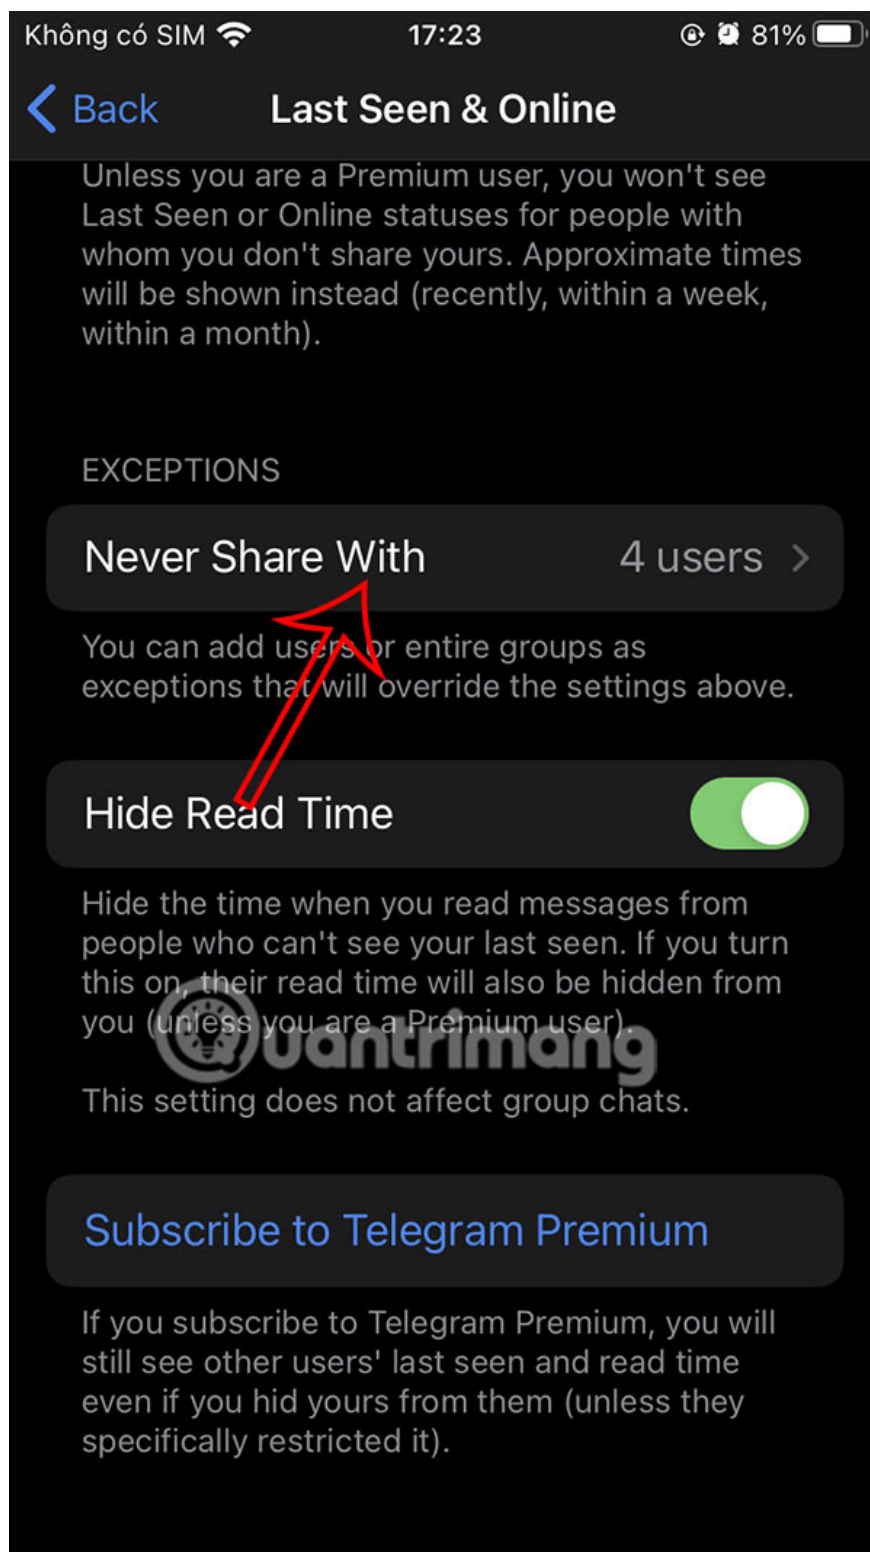 Không có SIM 17:23 81%
Back Last Seen & Online
Unless you are a Premium user, you won't see
Last Seen or Online statuses for people with
whom you don't share yours. Approximate times
will be shown instead (recently, within a week,
within a month).
EXCEPTIONS
Never Share With 4 users
You can add users or entire groups as
exceptions that will override the settings above.
Hide Read Time
Hide the time when you read messages from
people who can't see your last seen. If you turn
this on, their read time will also be hidden from
you (unless you are a Premium user).
Quantrimang
This setting does not affect group chats.
Subscribe to Telegram Premium
If you subscribe to Telegram Premium, you will
still see other users' last seen and read time
even if you hid yours from them (unless they
specifically restricted it).